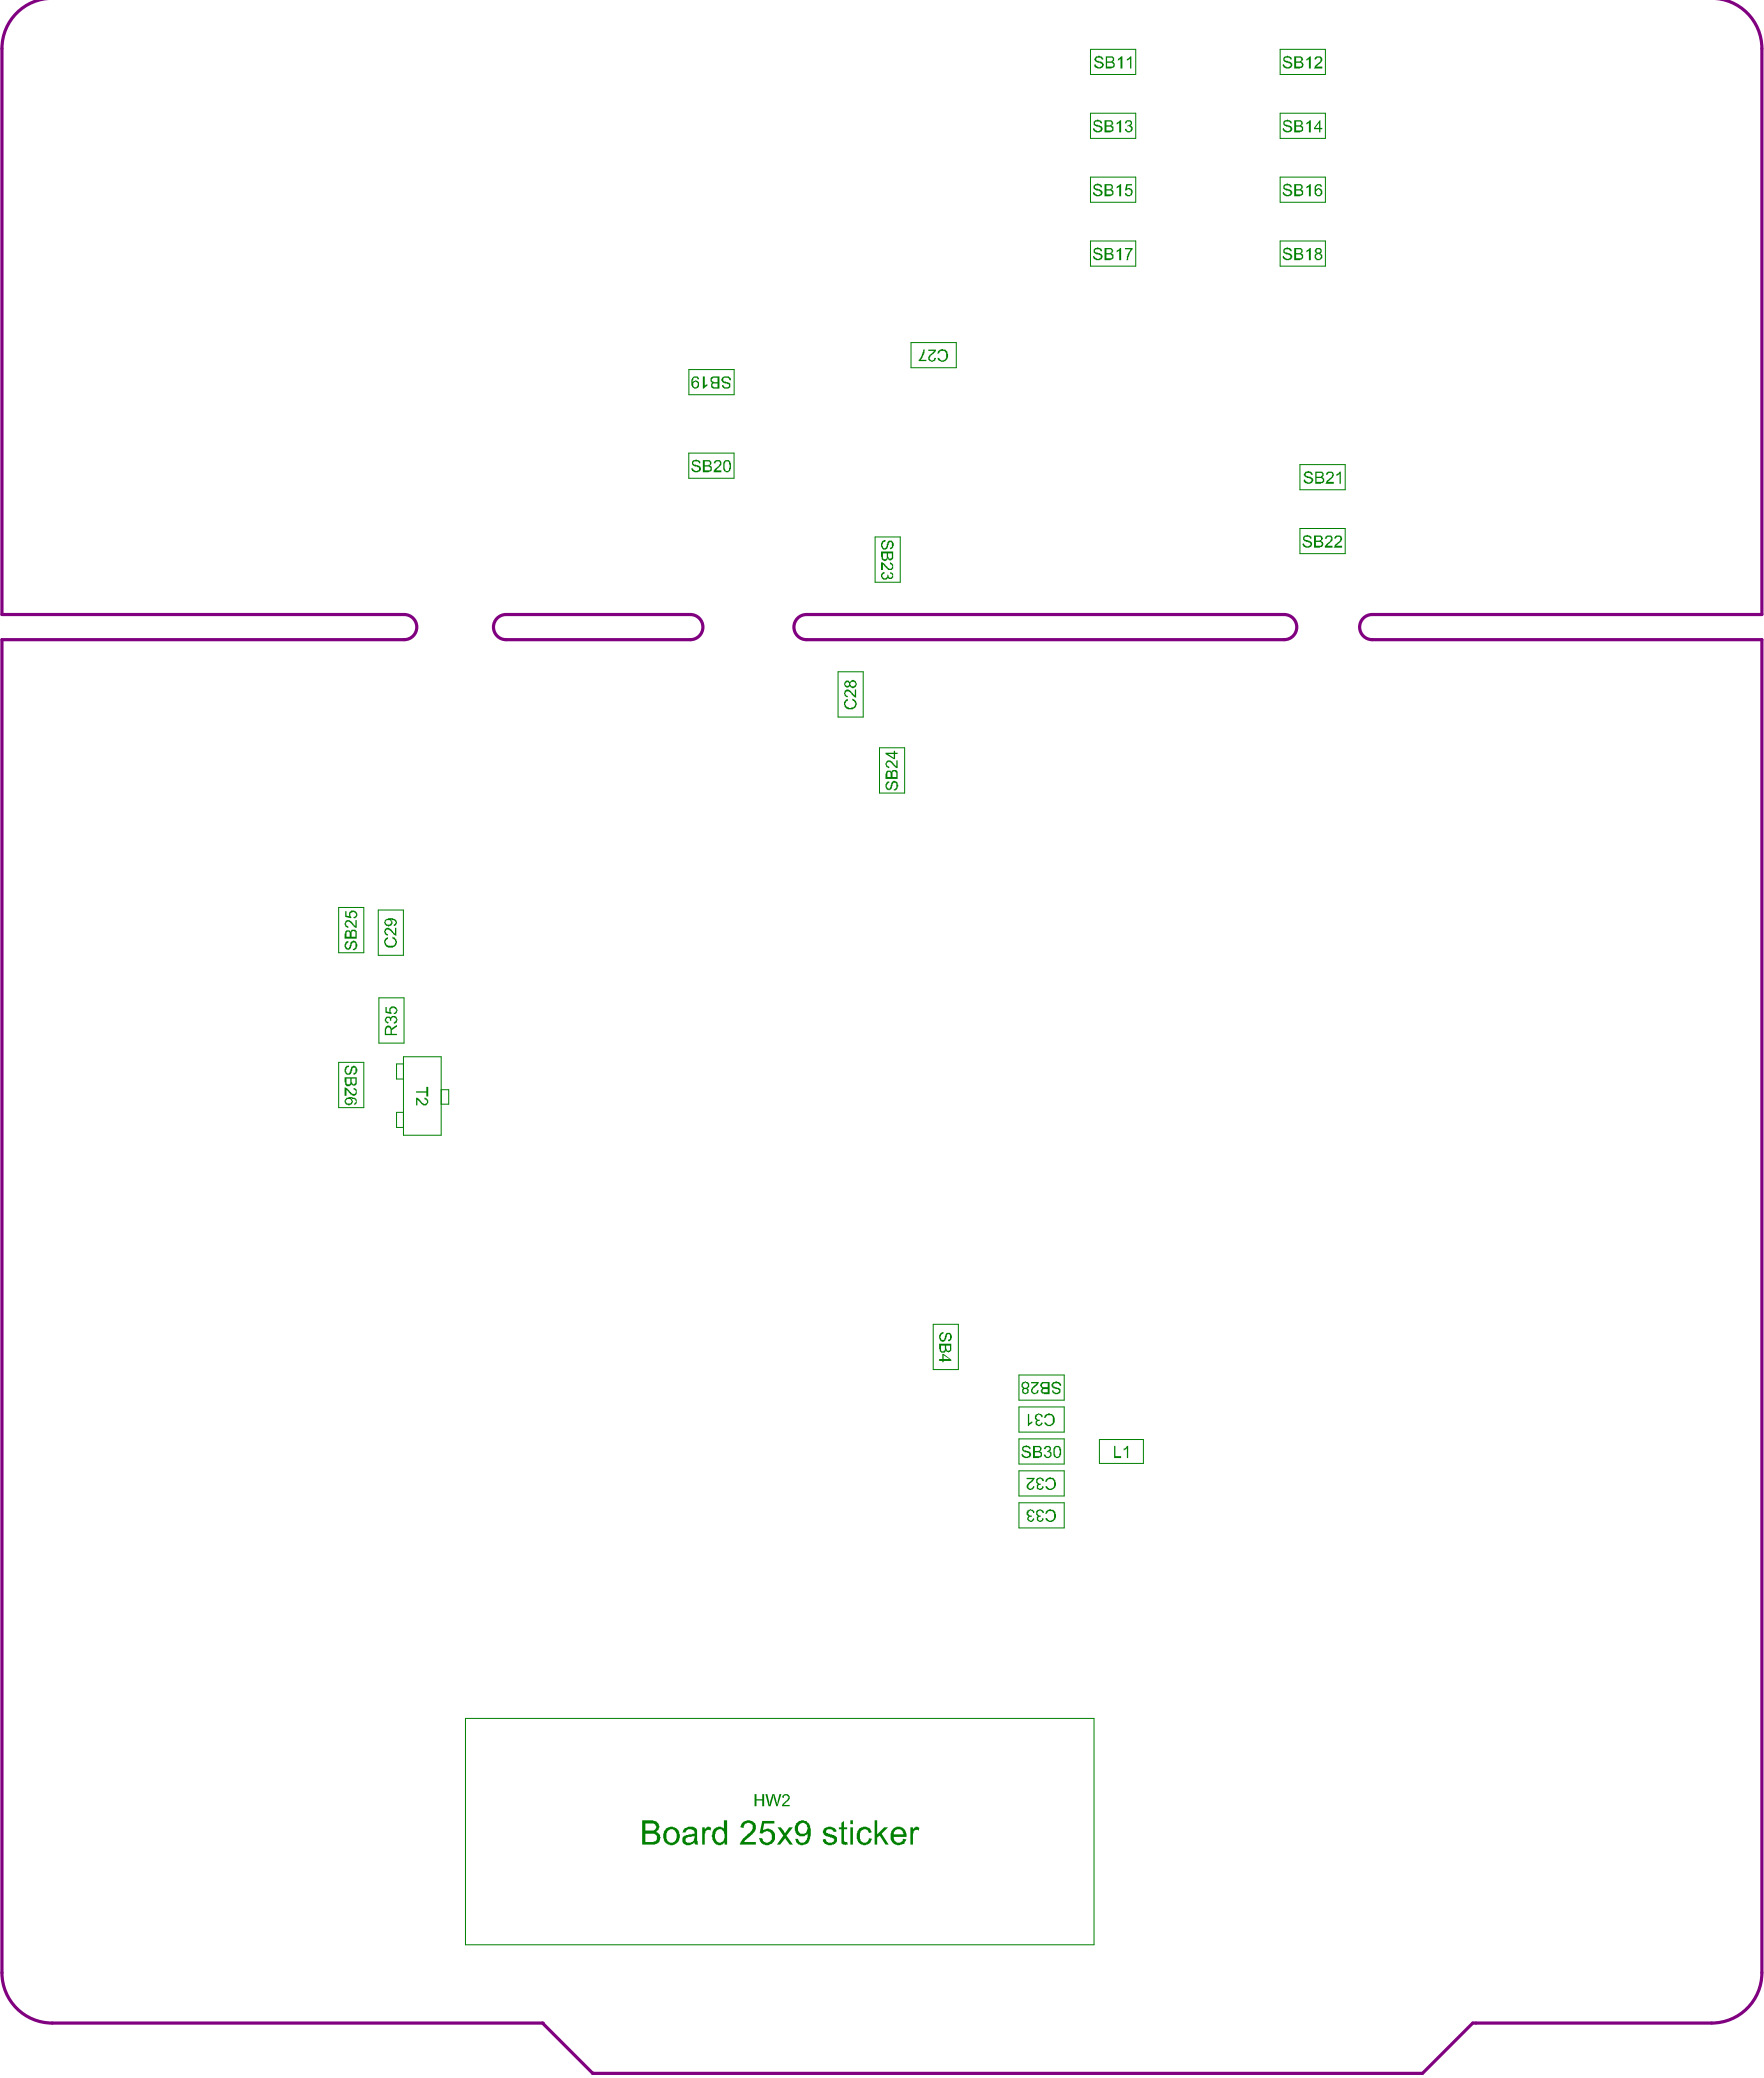 SB11 SB12
SB13 SB14
SB15 SB16
SB17 SB18
C27
SB19
SB20
SB21
SB22
SB23
C28
SB24
SB25 C29
R35
SB26 T2
SB4
SB28
C31
SB30 L1
C32
C33
HW2
Board 25x9 sticker